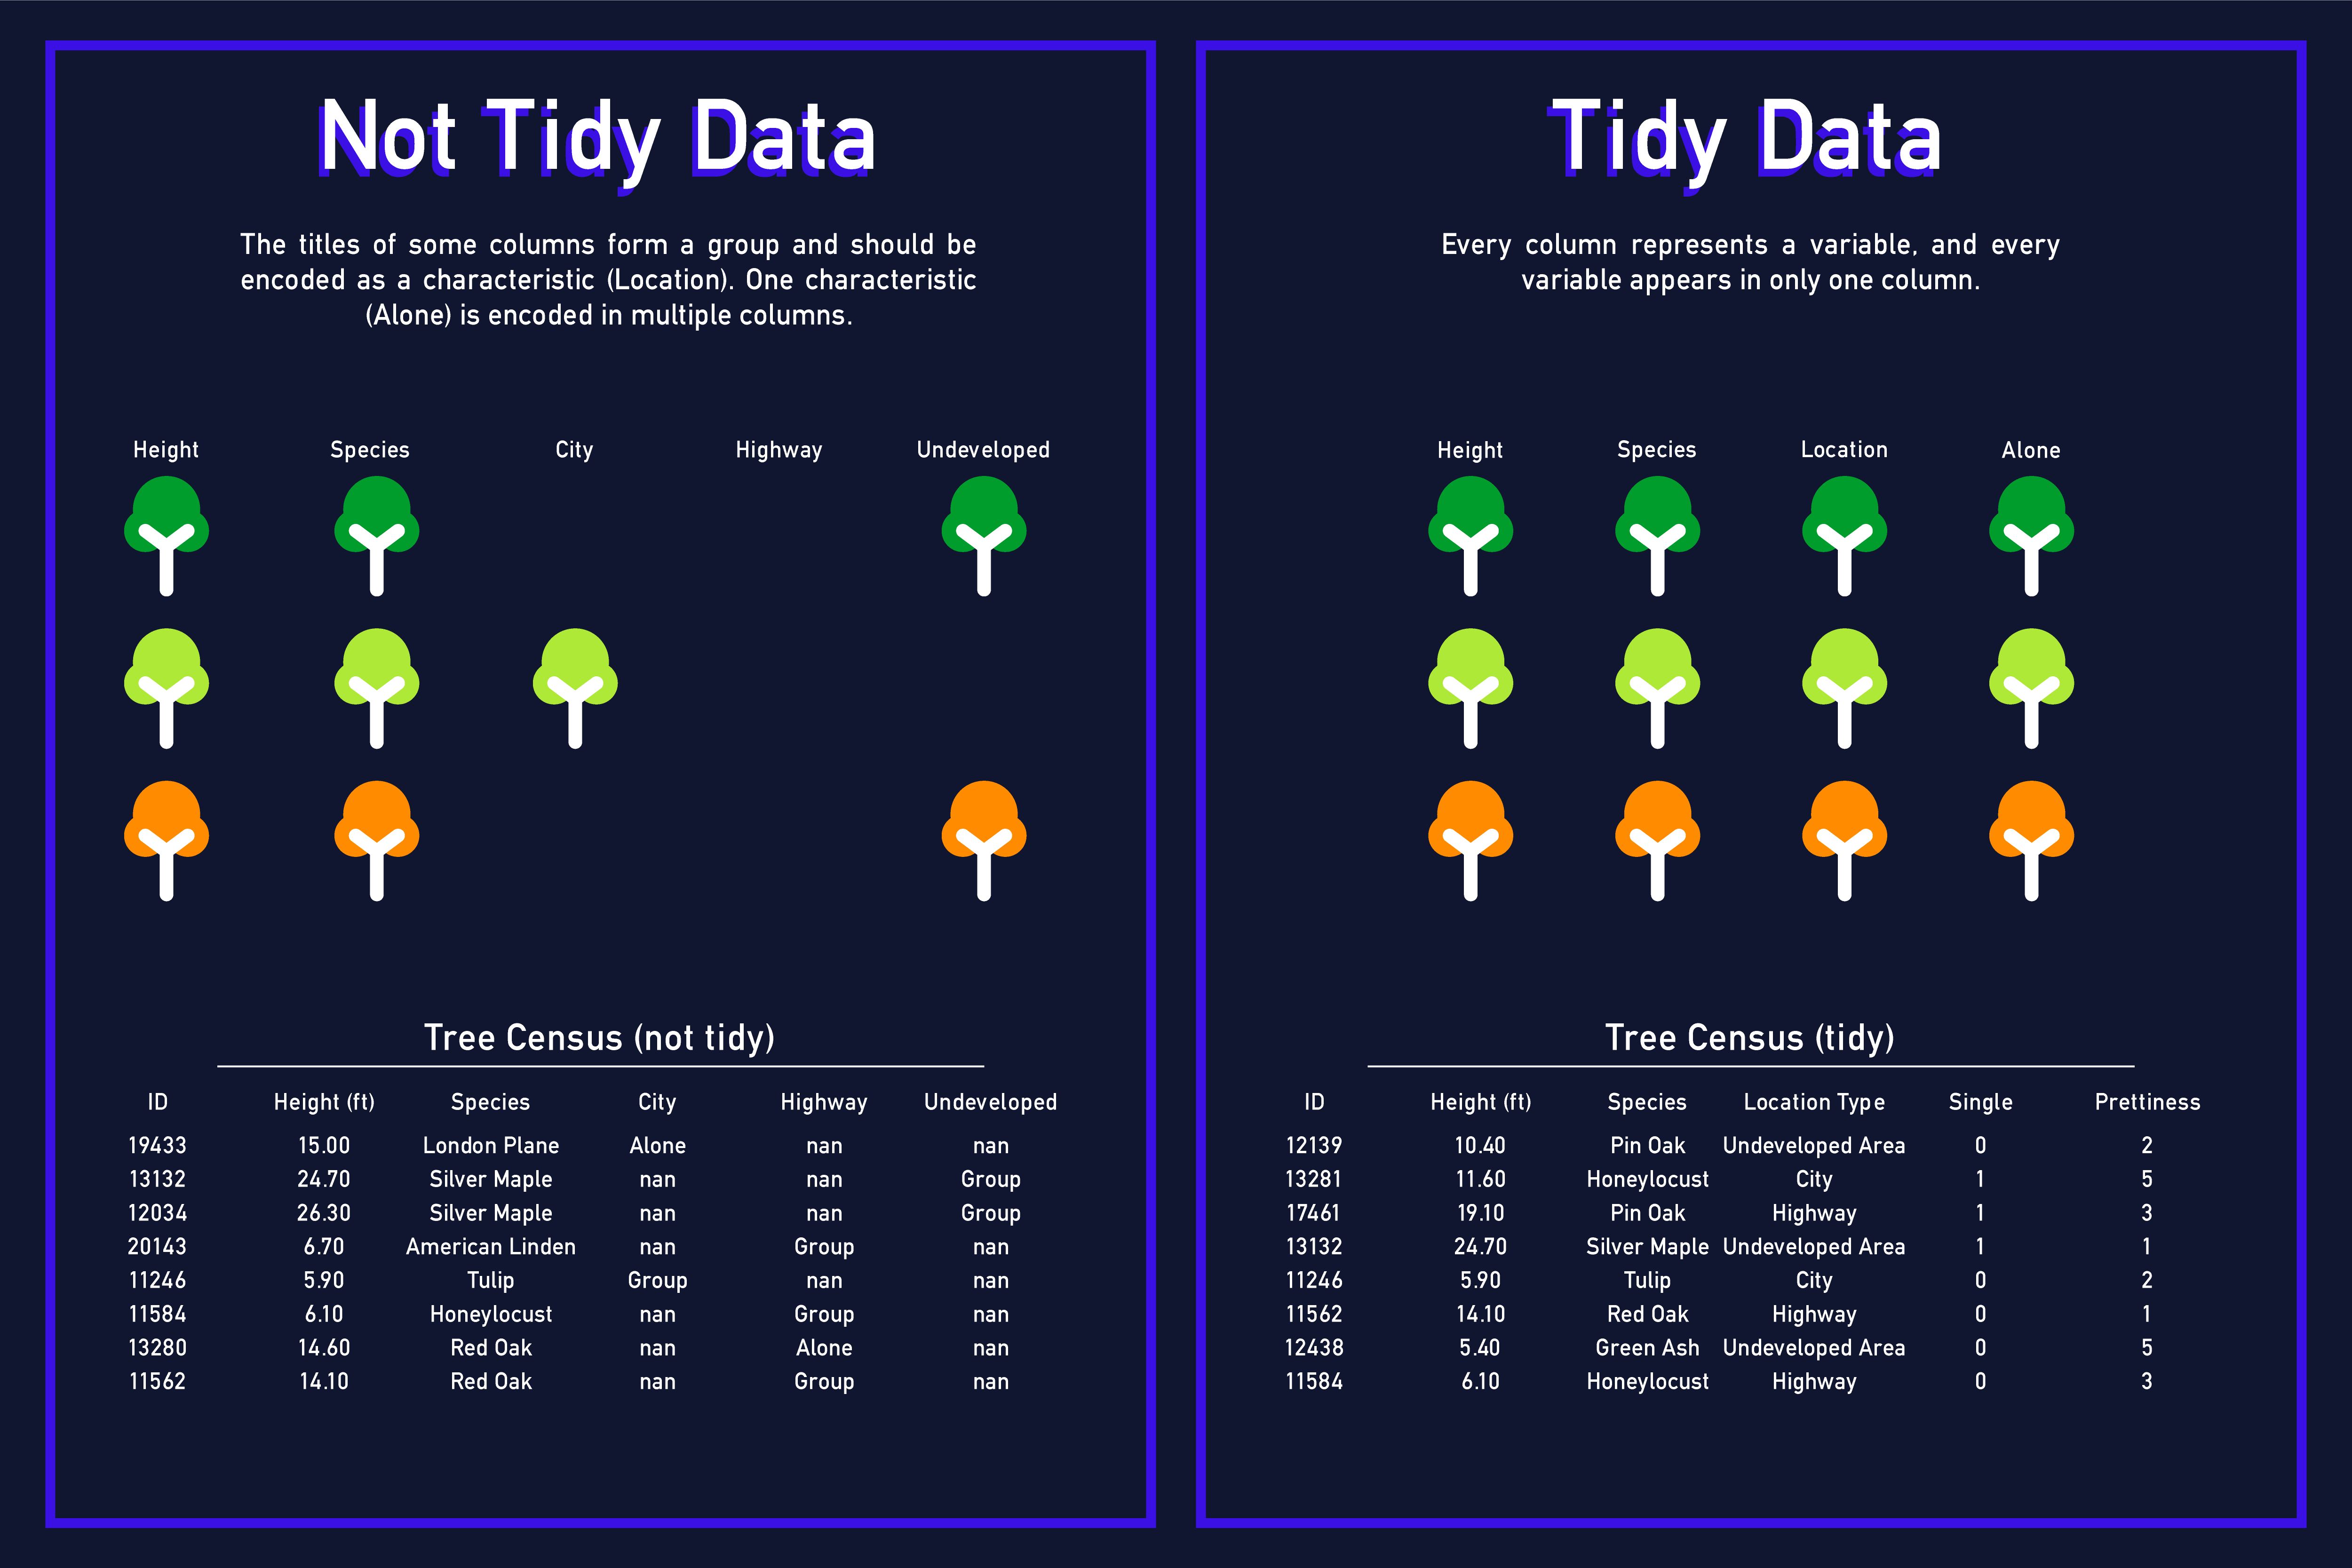 Not Tidy Data
The titles of some columns form a group and should be
encoded as a characteristic (Location). One characteristic
(Alone) is encoded in multiple columns.
Height Species City Highway Undeveloped
Tree Census (not tidy)
ID Height (ft) Species City Highway Undeveloped
19433 15.00 London Plane Alone nan nan
13132 24.70 Silver Maple nan nan Group
12034 26.30 Silver Maple nan nan Group
20143 6.70 American Linden nan Group nan
11246 5.90 Tulip Group nan nan
11584 6.10 Honeylocust nan Group nan
13280 14.60 Red Oak nan Alone nan
11562 14.10 Red Oak nan Group nan
Tidy Data
Every column represents a variable, and every
variable appears in only one column.
Height Species Location Alone
Tree Census (tidy)
ID Height (ft) Species Location Type Single Prettiness
12139 10.40 Pin Oak Undeveloped Area 0 2
13281 11.60 Honeylocust City 1 5
17461 19.10 Pin Oak Highway 1 3
13132 24.70 Silver Maple Undeveloped Area 1 1
11246 5.90 Tulip City 0 2
11562 14.10 Red Oak Highway 0 1
12438 5.40 Green Ash Undeveloped Area 0 5
11584 6.10 Honeylocust Highway 0 3